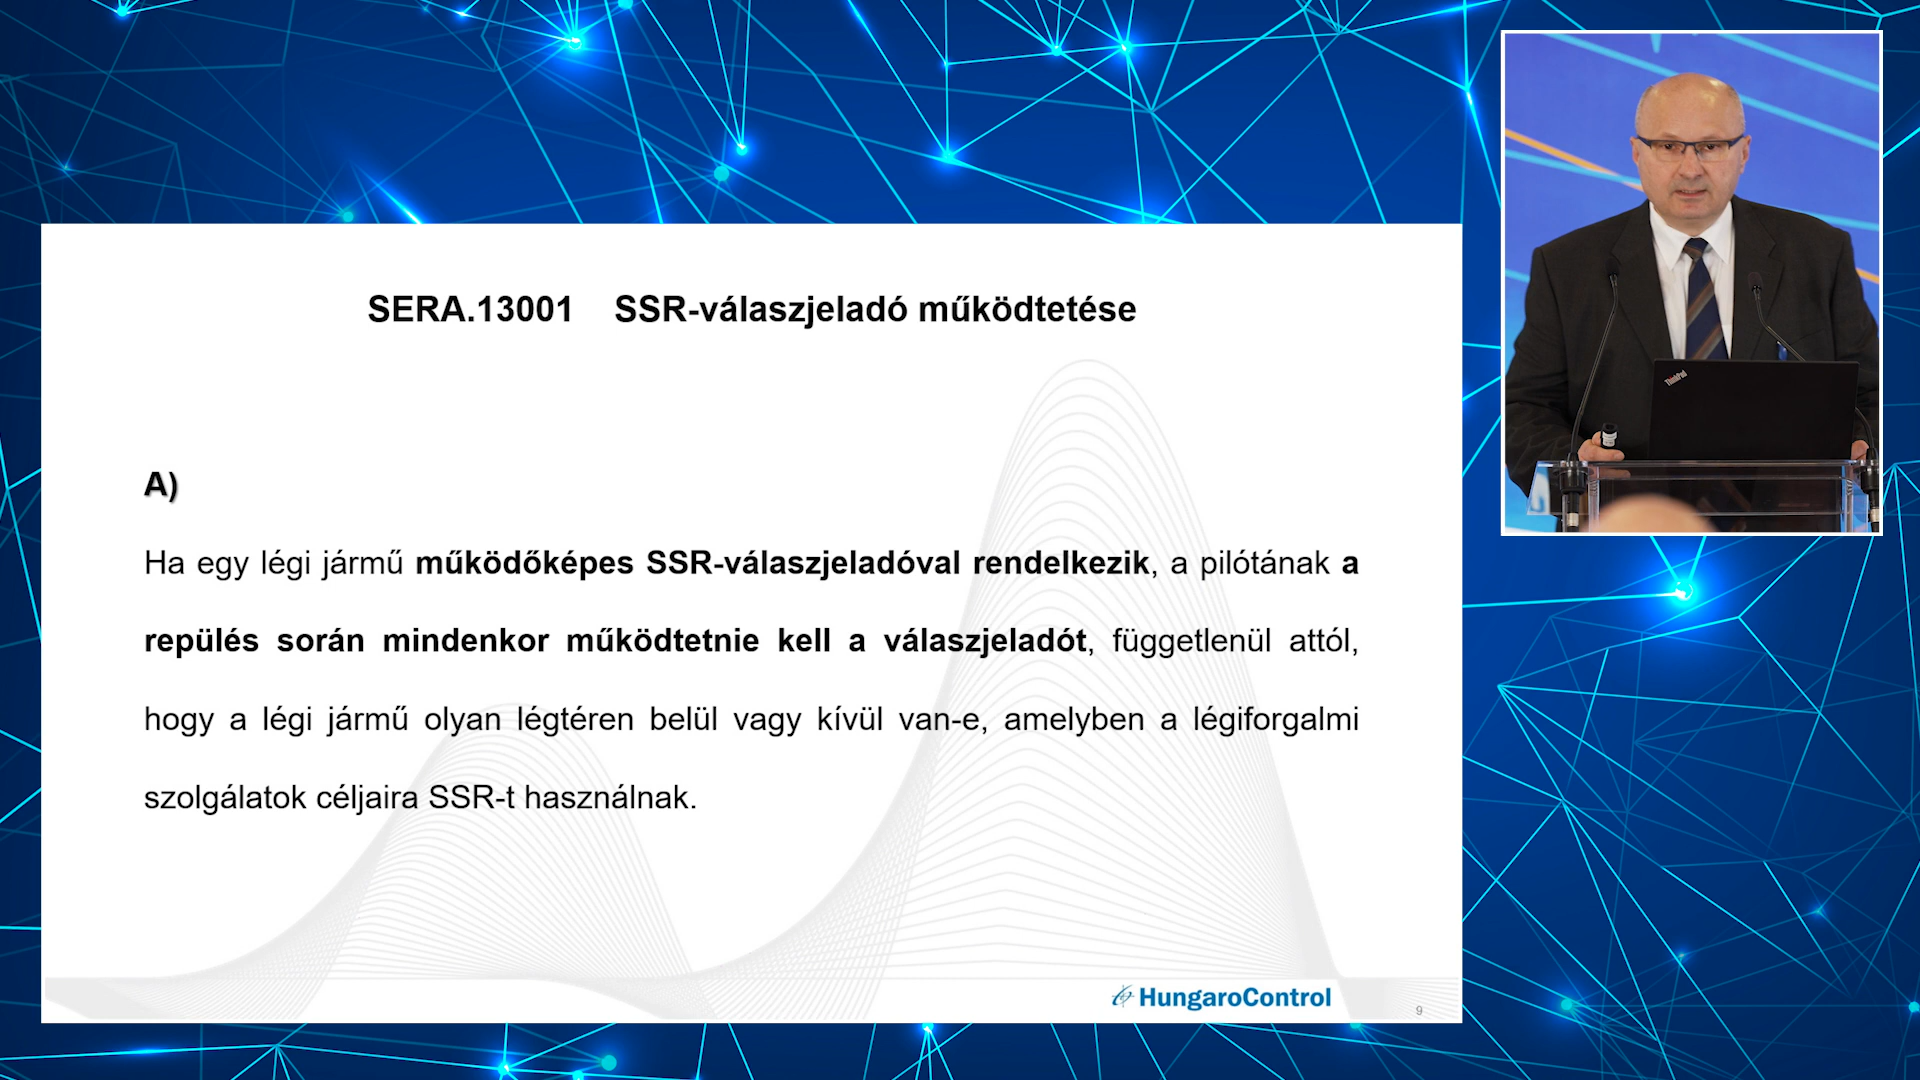 SERA.13001 SSR-válaszjeladó működtetése
A)
Ha egy légi jármű működőképes SSR-válaszjeladóval rendelkezik, a pilótának a
repülés során mindenkor működtetnie kell a válaszjeladót, függetlenül attól,
hogy a légi jármű olyan légtéren belül vagy kívül van-e, amelyben a légiforgalmi
szolgálatok céljaira SSR-t használnak.
HungaroControl
9
ThinkPad